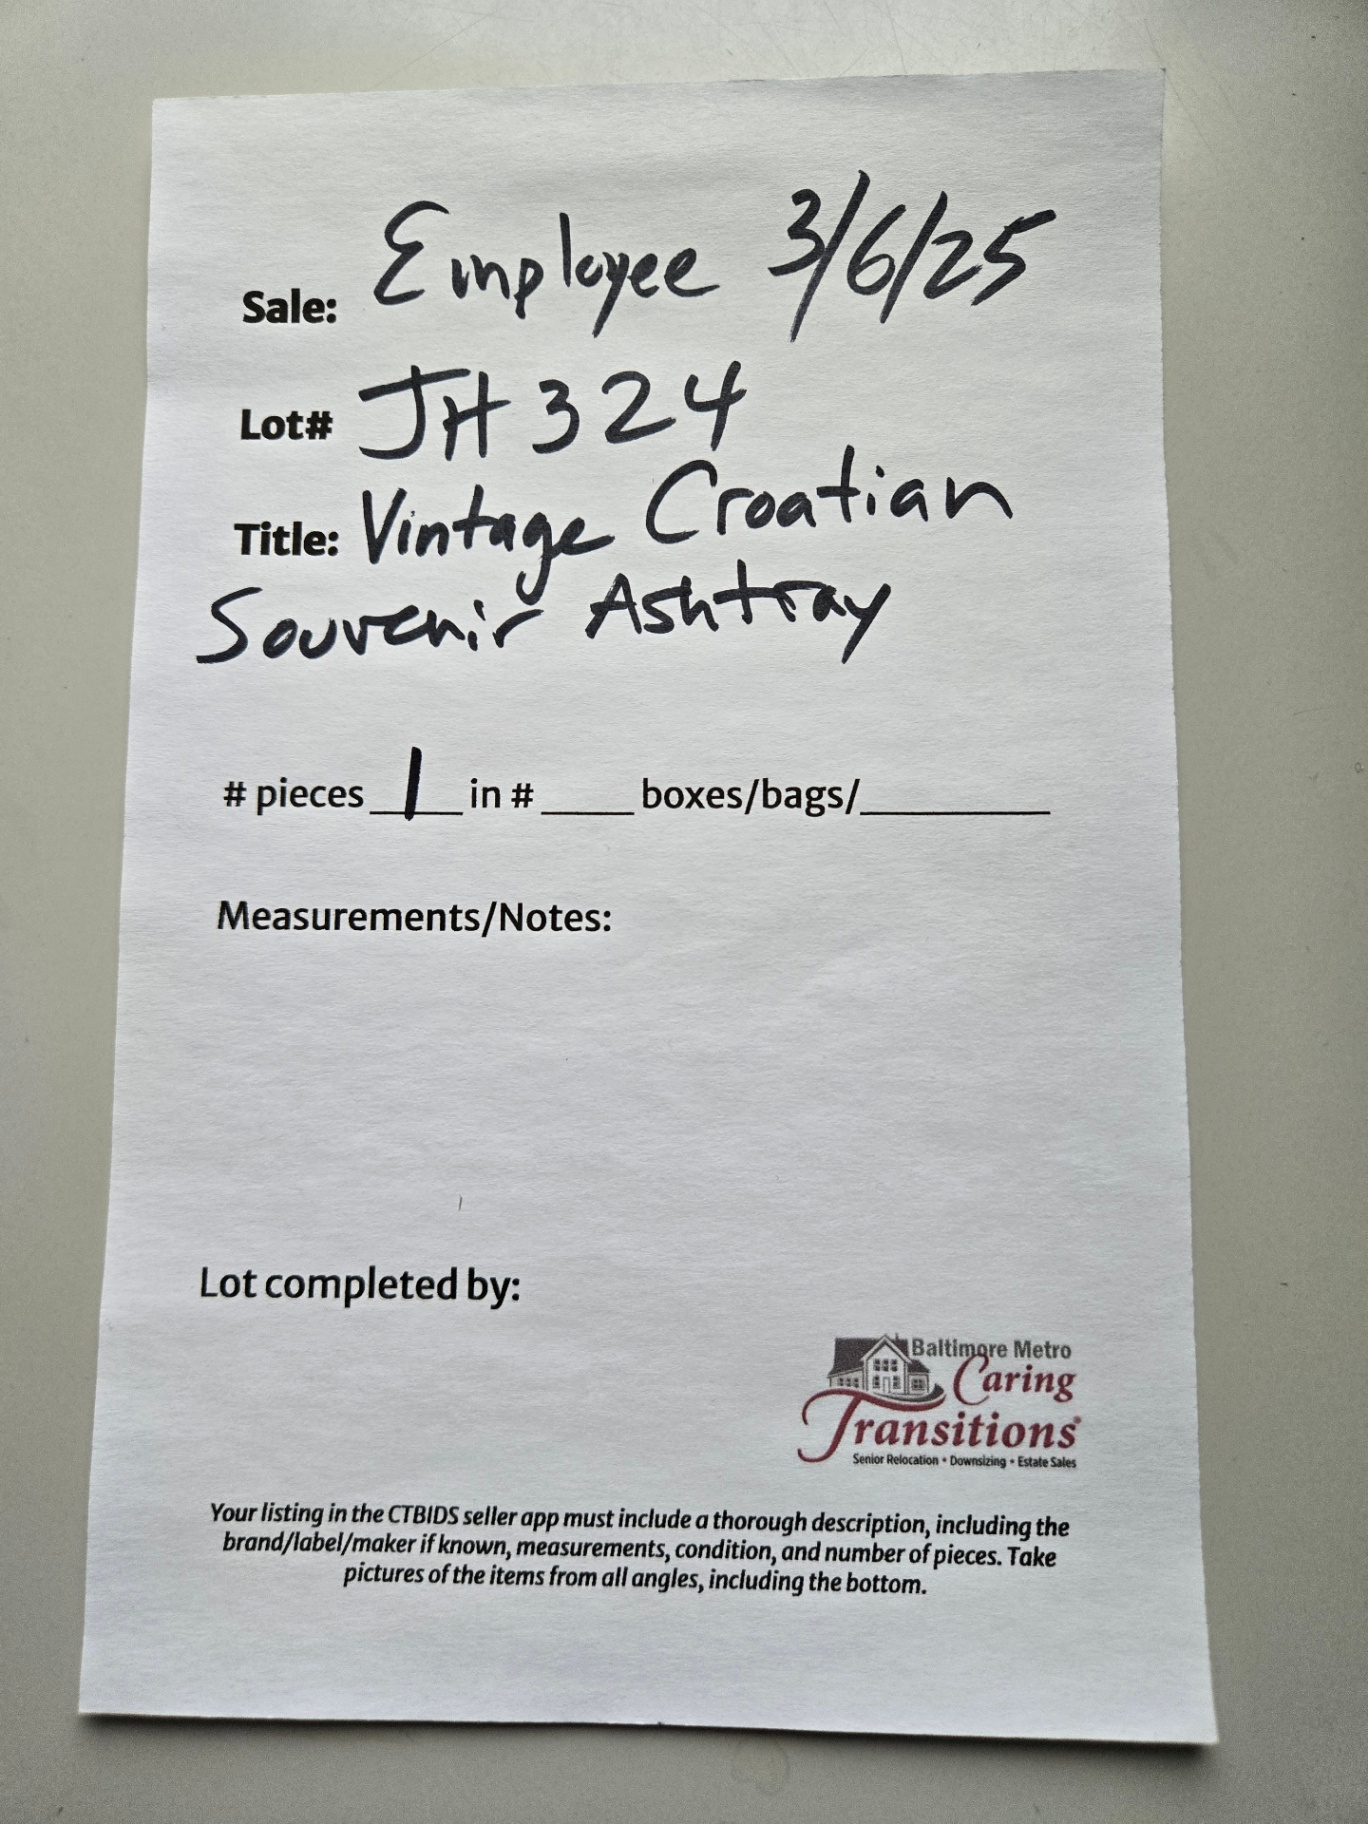 Sale: Employee 3/6/25
Lot# JH324
Title: Vintage Croatian
Souvenir Ashtray
# pieces 1 in # ____ boxes/bags/________
Measurements/Notes:
Lot completed by:
Baltimore Metro
Caring
Transitions®
Senior Relocation • Downsizing • Estate Sales
Your listing in the CTBIDS seller app must include a thorough description, including the
brand/label/maker if known, measurements, condition, and number of pieces. Take
pictures of the items from all angles, including the bottom.